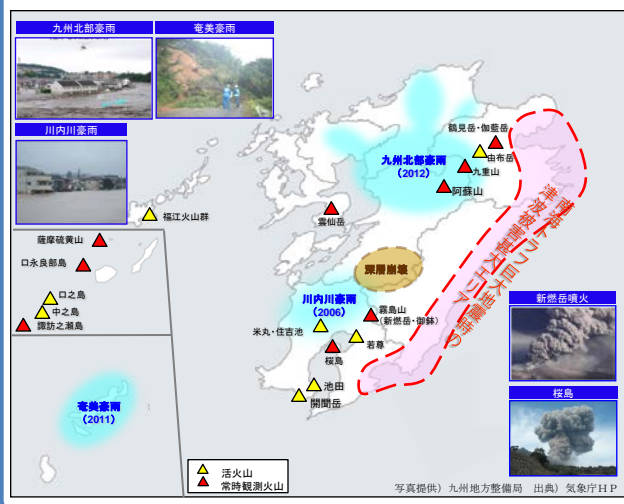 九州北部豪雨
奄美豪雨
川内川豪雨
鶴見岳・伽藍岳
由布岳
九重山
九州北部豪雨
(2012)
阿蘇山
福江火山群
雲仙岳
薩摩硫黄山
口永良部島
口之島
中之島
諏訪之瀬島
深層崩壊
南海トラフ巨大地震時の
津波被害甚大エリア
川内川豪雨
(2006)
霧島山
(新燃岳・御鉢)
米丸・住吉池
若尊
桜島
池田
開聞岳
新燃岳噴火
桜島
奄美豪雨
(2011)
活火山
常時観測火山
写真提供）九州地方整備局　出典）気象庁HP